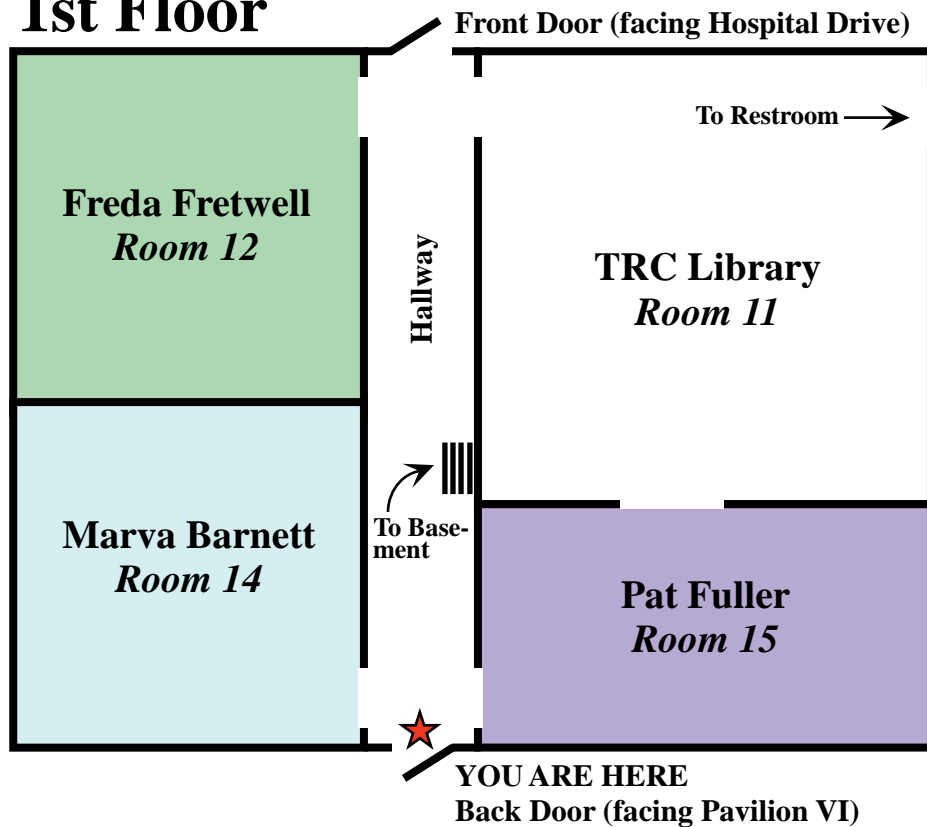 1st Floor
Front Door (facing Hospital Drive)
To Restroom
Freda Fretwell
Room 12
Hallway
TRC Library
Room 11
To Base-
ment
Marva Barnett
Room 14
Pat Fuller
Room 15
YOU ARE HERE
Back Door (facing Pavilion VI)